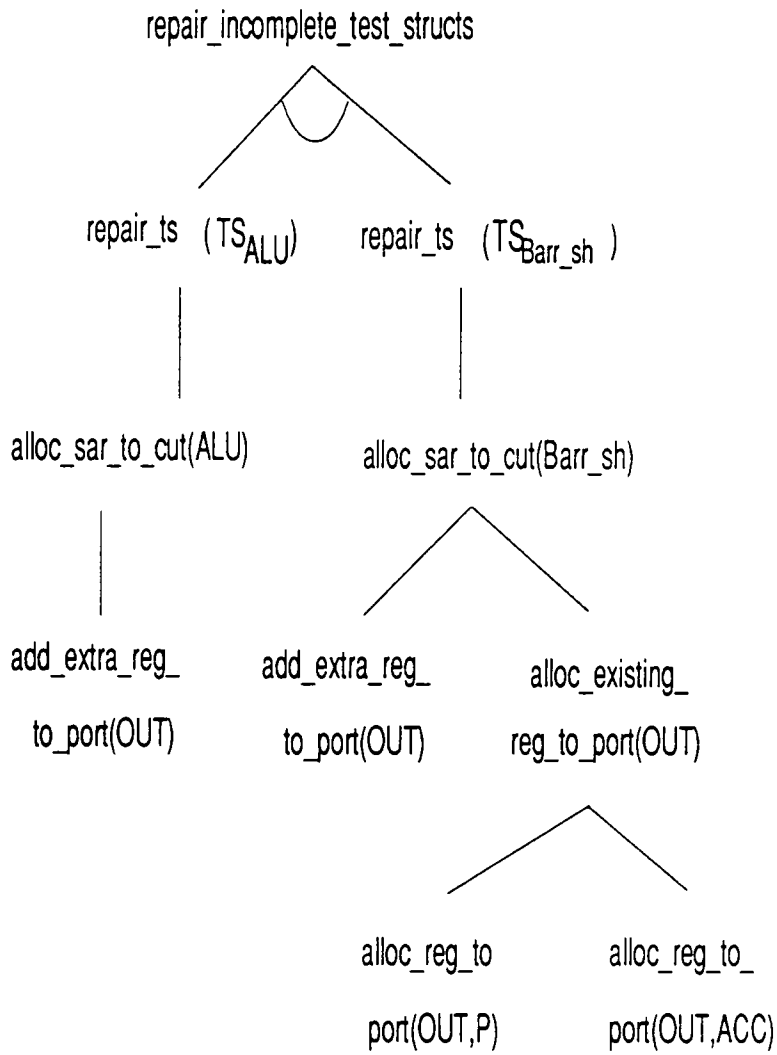 repair_incomplete_test_structs
repair_ts (TS_ALU) repair_ts (TS_Barr_sh )
alloc_sar_to_cut(ALU) alloc_sar_to_cut(Barr_sh)
add_extra_reg_ add_extra_reg_ alloc_existing_
to_port(OUT) to_port(OUT) reg_to_port(OUT)
alloc_reg_to alloc_reg_to_
port(OUT,P) port(OUT,ACC)